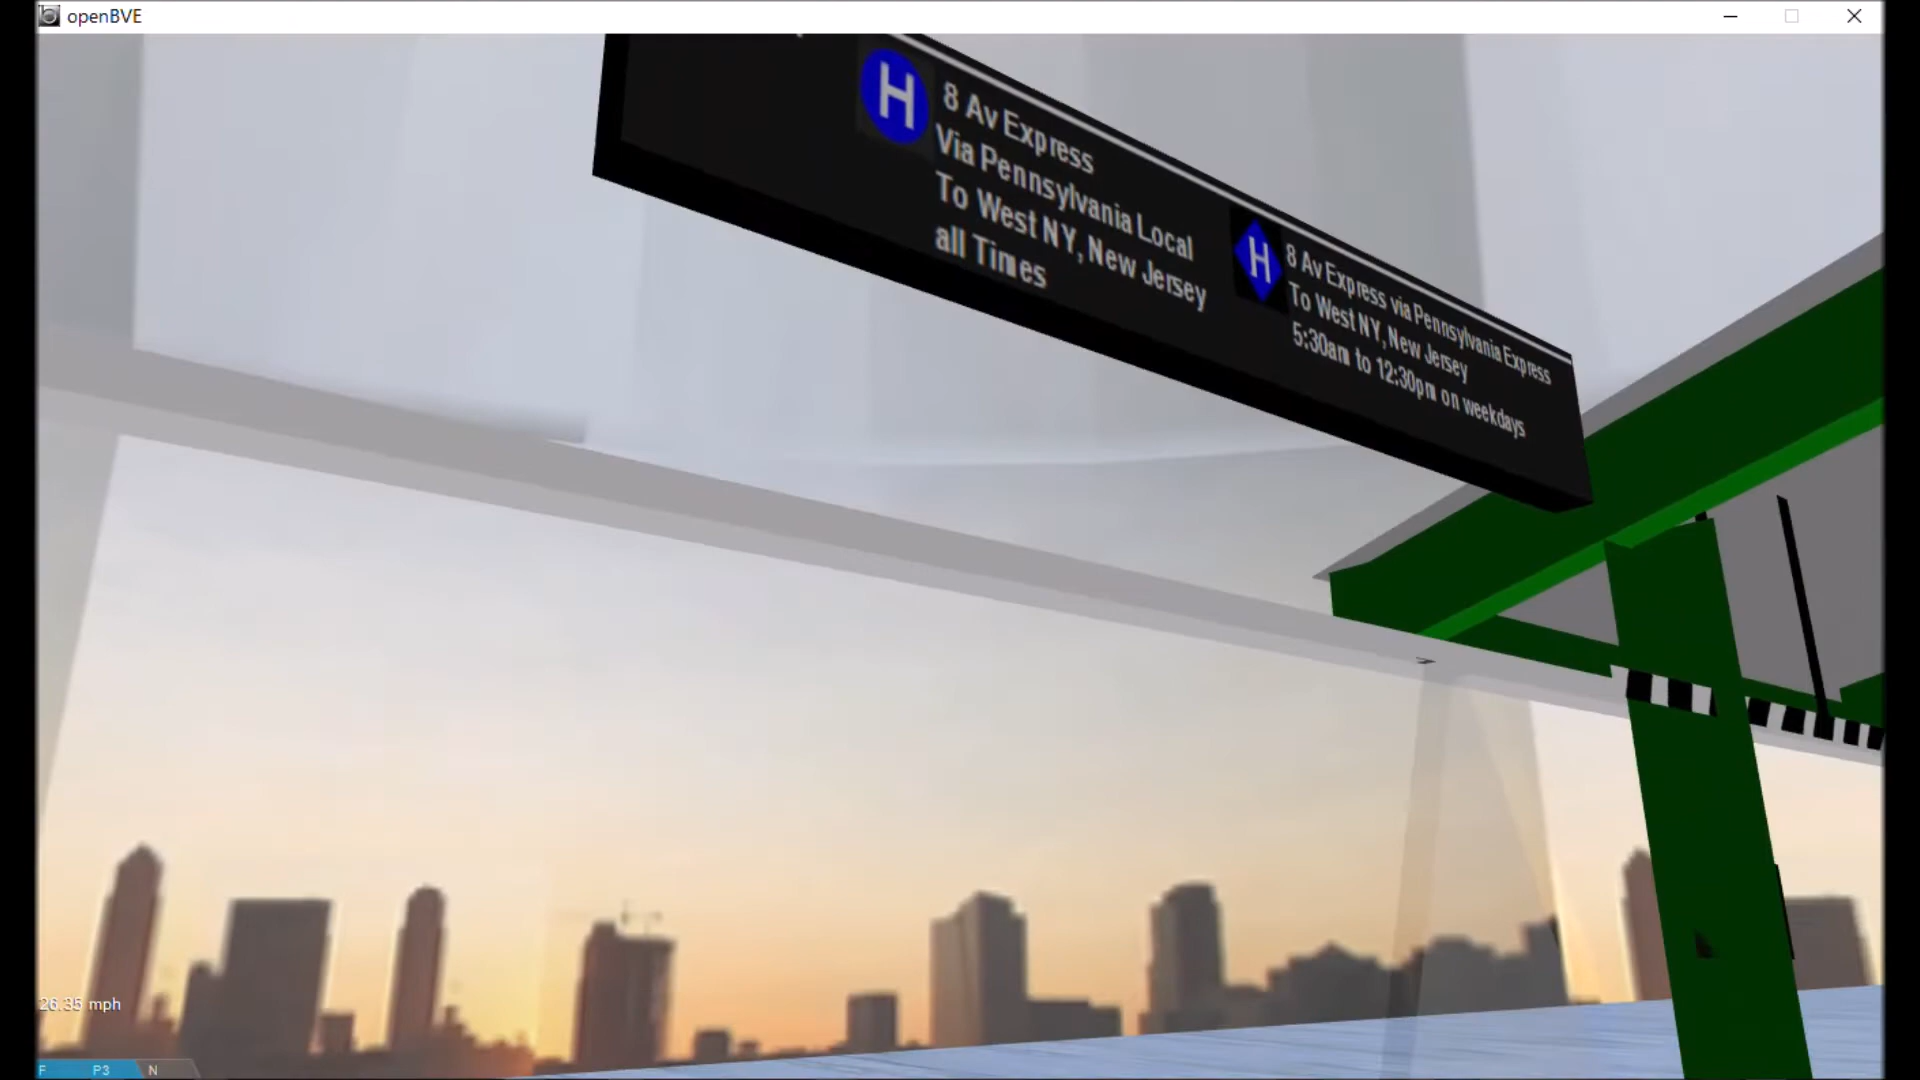 openBVE
H
8 Av Express
Via Pennsylvania Local
To West NY, New Jersey
all Times
H
8 Av Express via Pennsylvania Express
To West NY, New Jersey
5:30am to 12:30pm on weekdays
26.35 mph
F P3 N